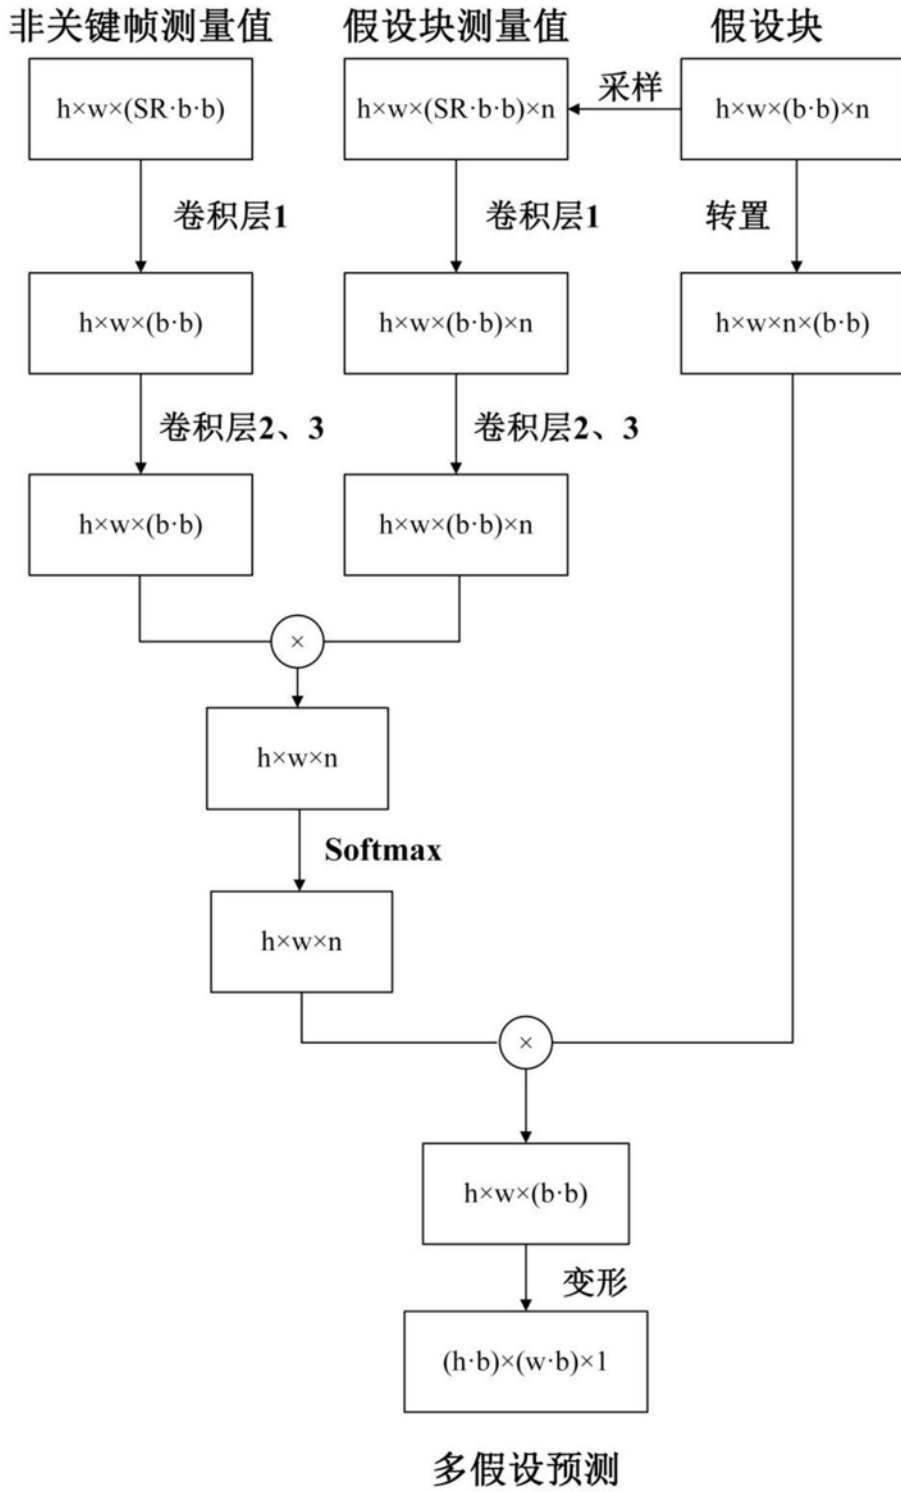 非关键帧测量值
假设块测量值
假设块
h×w×(SR·b·b)
h×w×(SR·b·b)×n
采样
h×w×(b·b)×n
卷积层1
卷积层1
转置
h×w×(b·b)
h×w×(b·b)×n
h×w×n×(b·b)
卷积层2、3
卷积层2、3
h×w×(b·b)
h×w×(b·b)×n
×
h×w×n
Softmax
h×w×n
×
h×w×(b·b)
变形
(h·b)×(w·b)×1
多假设预测